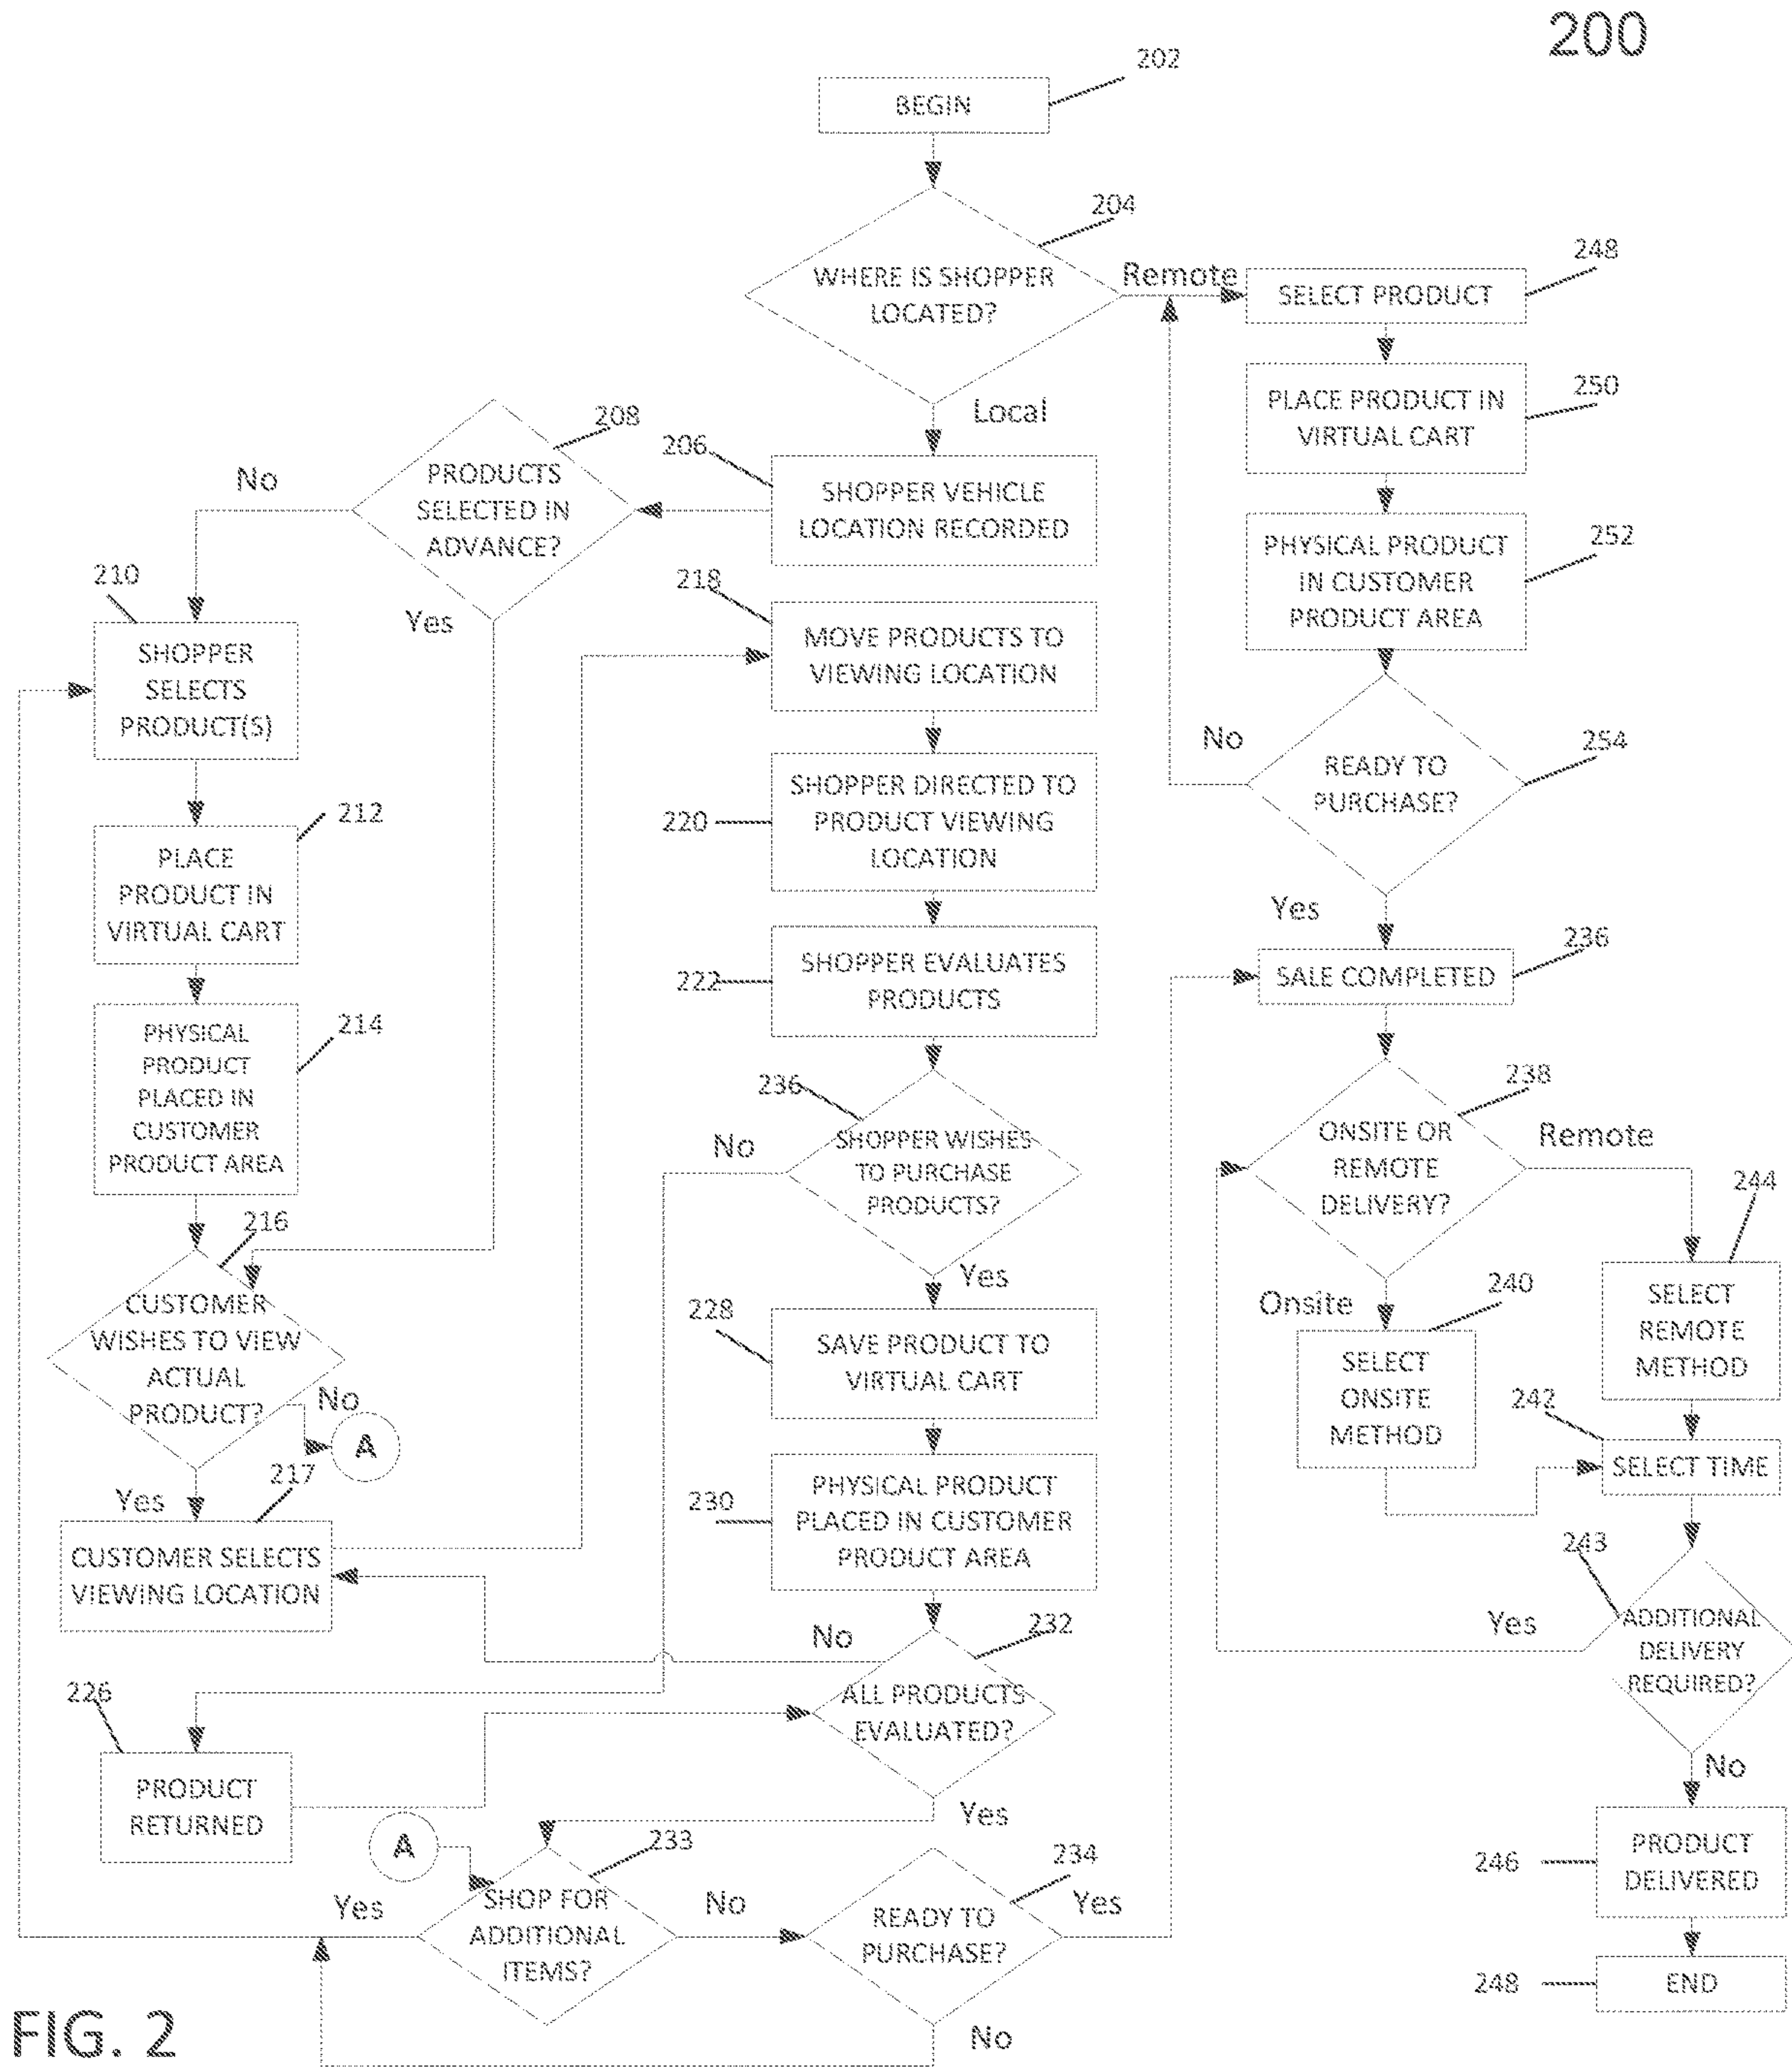 200
202
BEGIN
204
WHERE IS SHOPPER
LOCATED?
Remote
248
SELECT PRODUCT
Local
250
PLACE PRODUCT IN
VIRTUAL CART
252
PHYSICAL PRODUCT
IN CUSTOMER
PRODUCT AREA
No
254
READY TO
PURCHASE?
Yes
208
PRODUCTS
SELECTED IN
ADVANCE?
No
Yes
206
SHOPPER VEHICLE
LOCATION RECORDED
210
SHOPPER
SELECTS
PRODUCT(S)
212
PLACE
PRODUCT IN
VIRTUAL CART
214
PHYSICAL
PRODUCT
PLACED IN
CUSTOMER
PRODUCT AREA
216
CUSTOMER
WISHES TO VIEW
ACTUAL
PRODUCT?
No
A
Yes
217
CUSTOMER SELECTS
VIEWING LOCATION
218
MOVE PRODUCTS TO
VIEWING LOCATION
220
SHOPPER DIRECTED TO
PRODUCT VIEWING
LOCATION
222
SHOPPER EVALUATES
PRODUCTS
236
SHOPPER WISHES
TO PURCHASE
PRODUCTS?
No
Yes
228
SAVE PRODUCT TO
VIRTUAL CART
230
PHYSICAL PRODUCT
PLACED IN CUSTOMER
PRODUCT AREA
232
No
ALL PRODUCTS
EVALUATED?
Yes
226
PRODUCT
RETURNED
A
233
SHOP FOR
ADDITIONAL
ITEMS?
Yes
No
234
READY TO
PURCHASE?
Yes
No
236
SALE COMPLETED
238
ONSITE OR
REMOTE
DELIVERY?
Remote
Onsite
240
SELECT
ONSITE
METHOD
244
SELECT
REMOTE
METHOD
242
SELECT TIME
243
ADDITIONAL
DELIVERY
REQUIRED?
Yes
No
246
PRODUCT
DELIVERED
248
END
FIG. 2